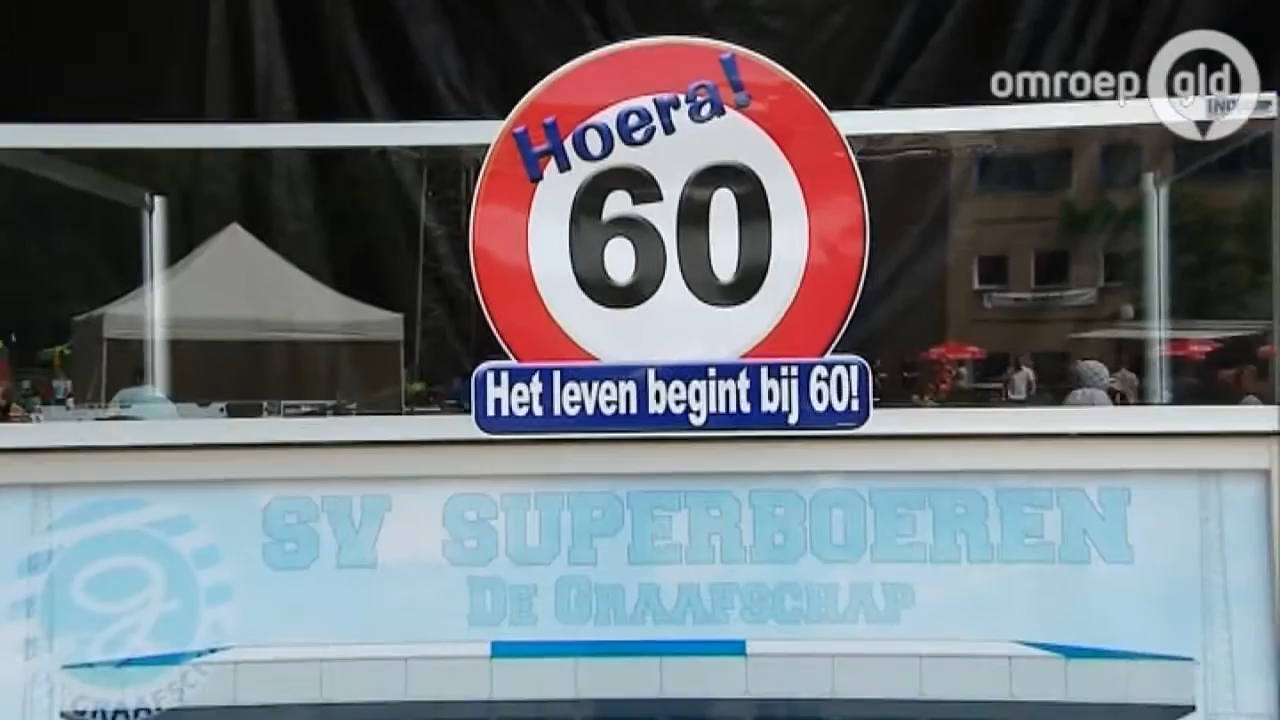 omroep gld
Hoera!
60
Het leven begint bij 60!
SV SUPERBOEREN
DE GRAAFSCHAP